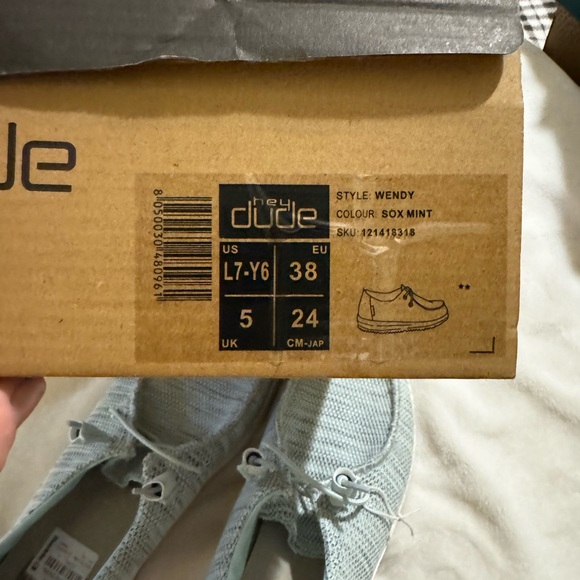 de
hey
dude
STYLE: WENDY
COLOUR: SOX MINT
SKU: 121418318
US EU
L7-Y6 38
5 24
UK CM-JAP
8050030480961
**